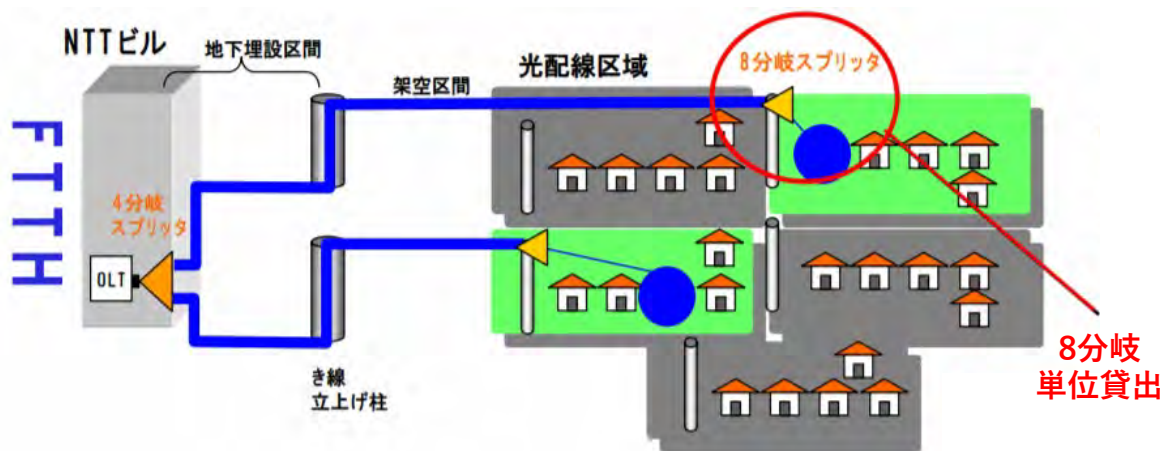 NTTビル
地下埋設区間
架空区間
光配線区域
8分岐スプリッタ
FTTH
4分岐
スプリッタ
OLT
き線
立上げ柱
8分岐
単位貸出